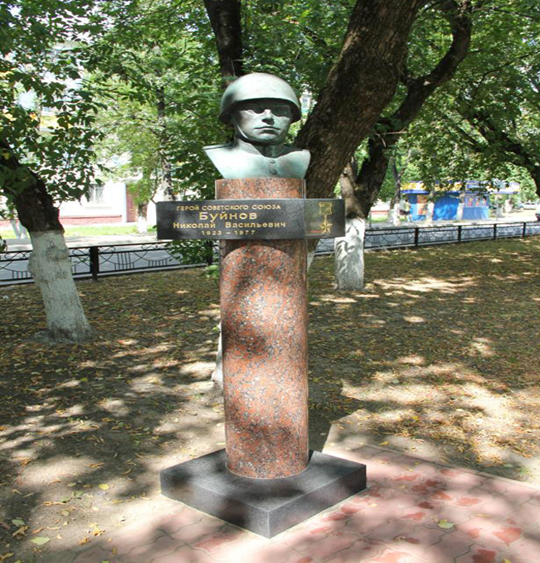 ГЕРОЙ СОВЕТСКОГО СОЮЗА
БУЙНОВ
Николай Васильевич
1923 – 1977